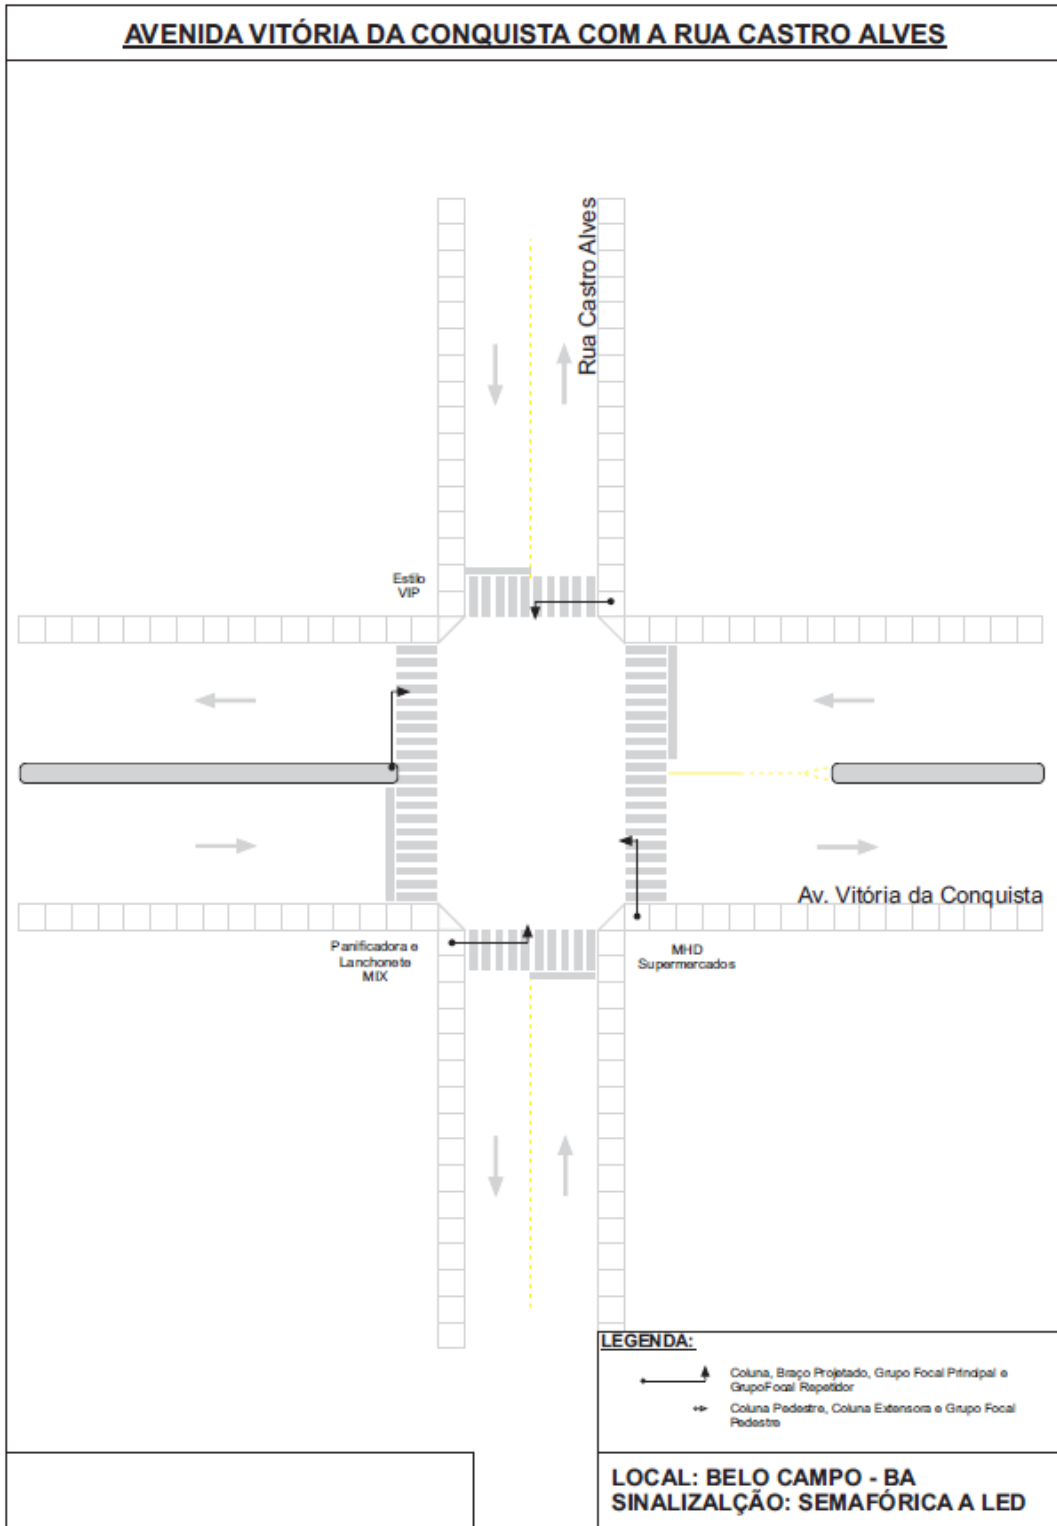 AVENIDA VITÓRIA DA CONQUISTA COM A RUA CASTRO ALVES
Rua Castro Alves
Estilo
VIP
Av. Vitória da Conquista
Panificadora e
Lanchonete
MIX
MHD
Supermercados
LEGENDA:
Coluna, Braço Projetado, Grupo Focal Principal e
GrupoFocal Repetidor
Coluna Pedestre, Coluna Extensora e Grupo Focal
Pedestre
LOCAL: BELO CAMPO - BA
SINALIZALÇÃO: SEMAFÓRICA A LED